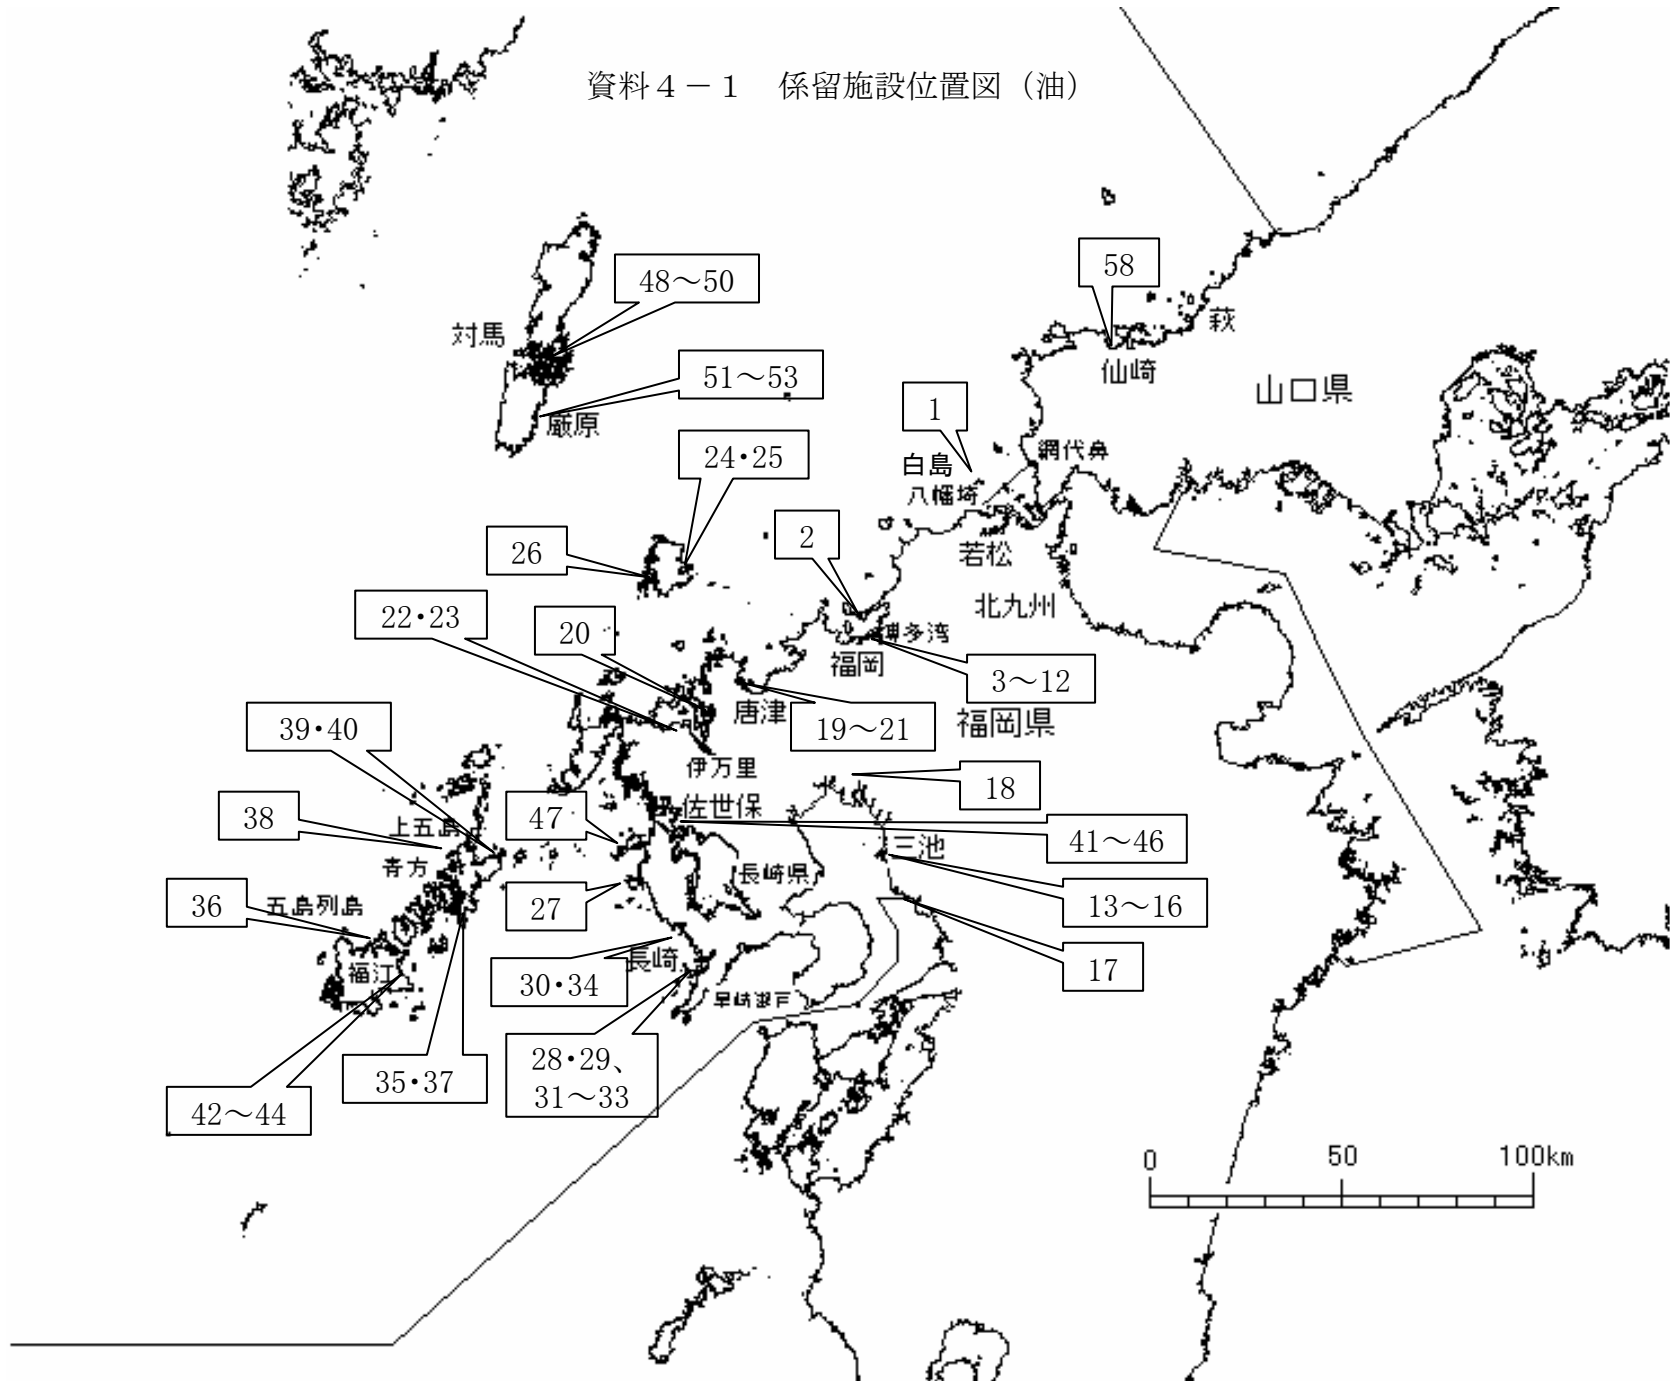 資料４－１　係留施設位置図（油）
58
48～50
萩
対馬
仙崎
51～53
山口県
1
厳原
24・25
網代鼻
白島
八幡埼
2
26
若松
北九州
22・23
20
博多湾
福岡
3～12
唐津
39・40
19～21
福岡県
伊万里
18
佐世保
38
上五島
47
41～46
三池
青方
長崎県
36
五島列島
27
13～16
長崎
福江
17
30・34
早崎瀬戸
28・29、
31～33
35・37
42～44
0 50 100km